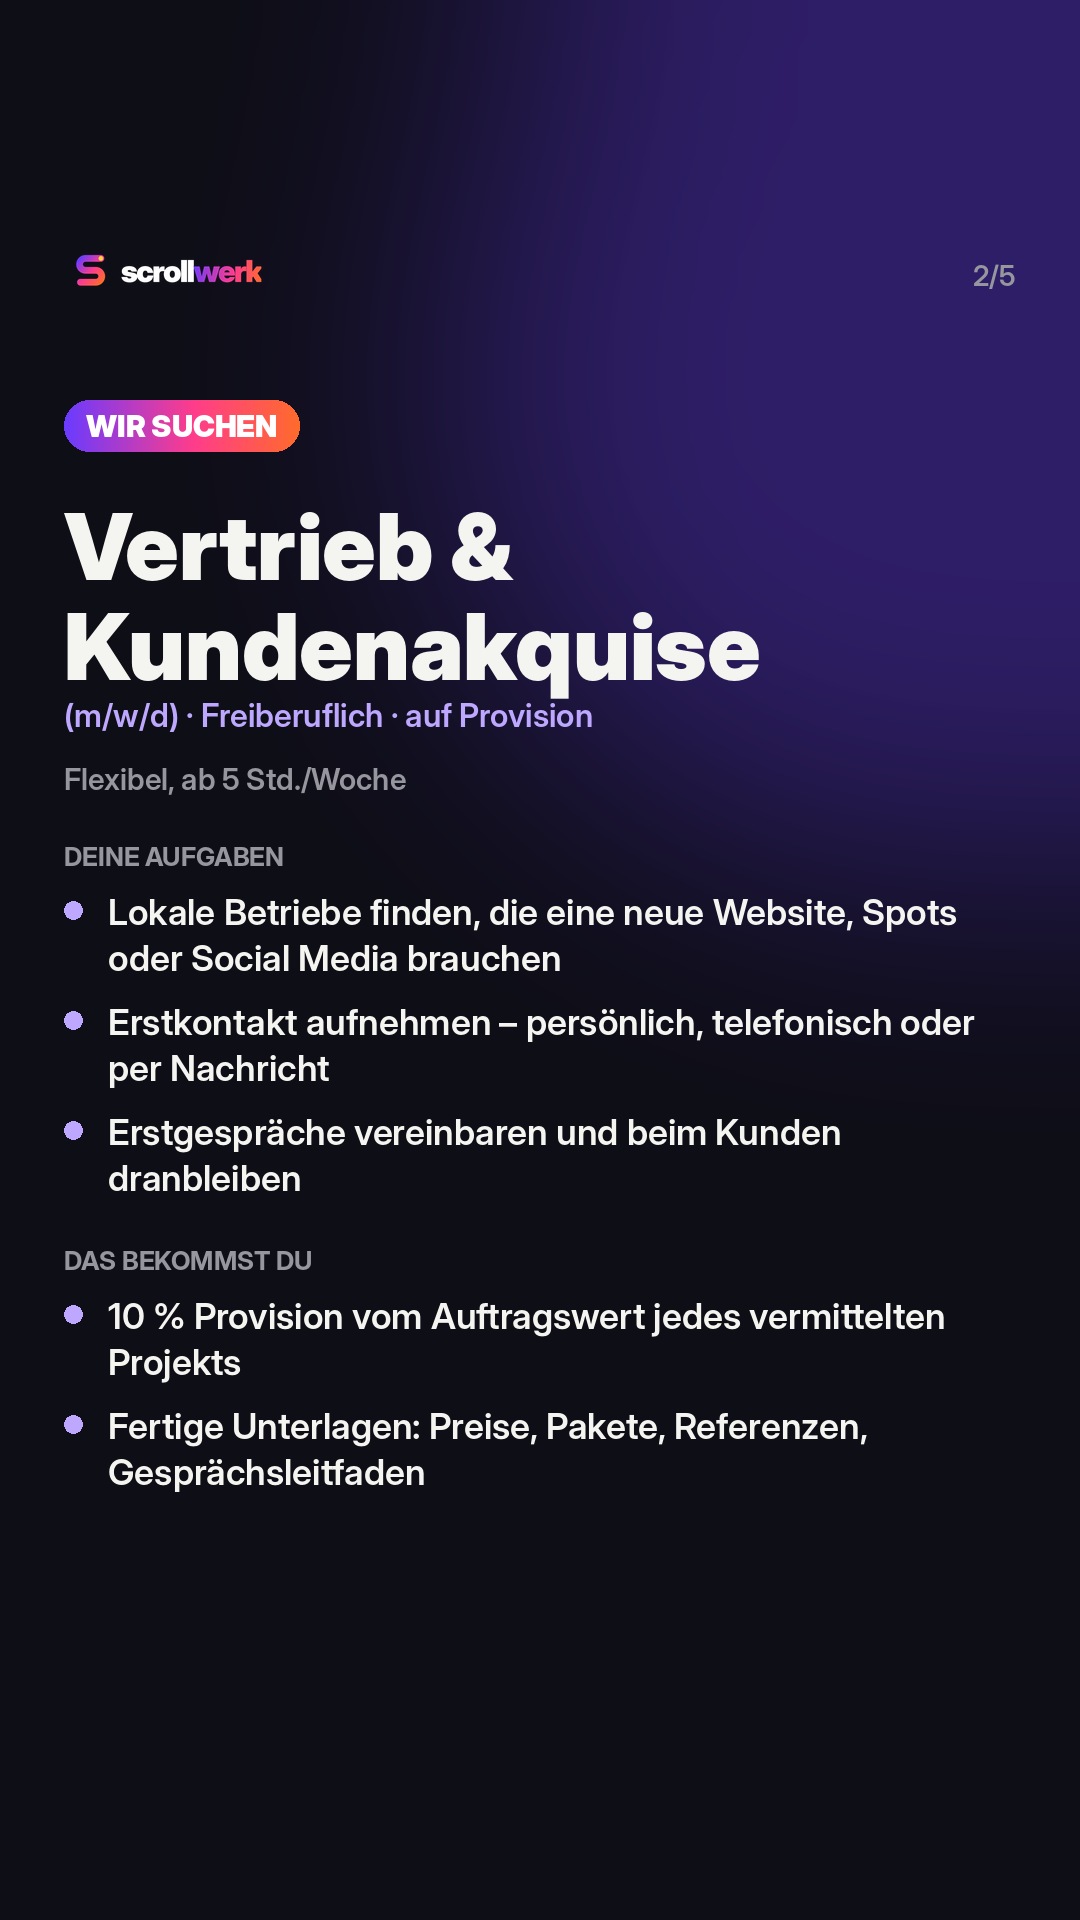 scrollwerk
2/5
WIR SUCHEN
Vertrieb &
Kundenakquise
(m/w/d) · Freiberuflich · auf Provision
Flexibel, ab 5 Std./Woche
DEINE AUFGABEN
Lokale Betriebe finden, die eine neue Website, Spots
oder Social Media brauchen
Erstkontakt aufnehmen – persönlich, telefonisch oder
per Nachricht
Erstgespräche vereinbaren und beim Kunden
dranbleiben
DAS BEKOMMST DU
10 % Provision vom Auftragswert jedes vermittelten
Projekts
Fertige Unterlagen: Preise, Pakete, Referenzen,
Gesprächsleitfaden